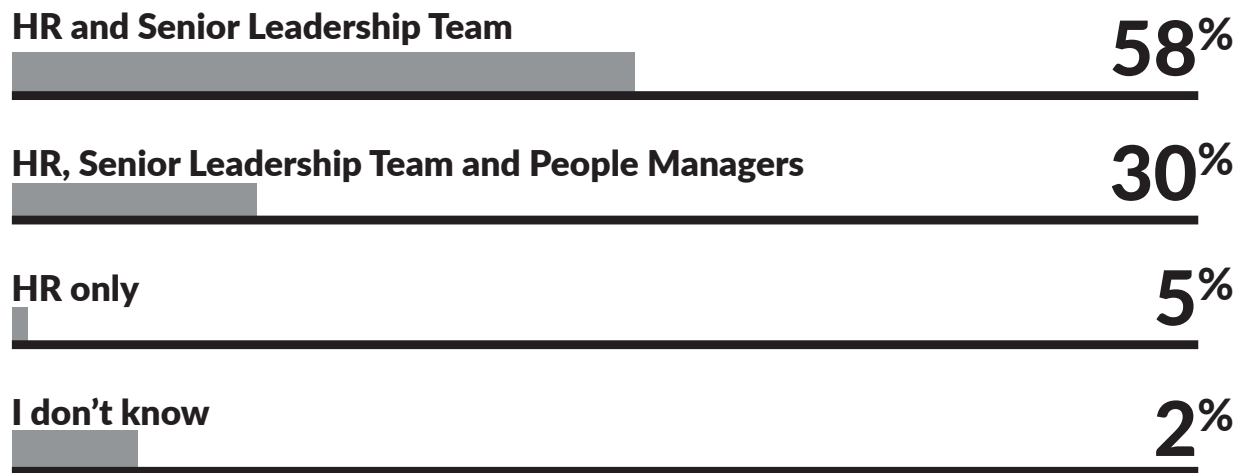 HR and Senior Leadership Team
58%
HR, Senior Leadership Team and People Managers
30%
HR only
5%
I don’t know
2%